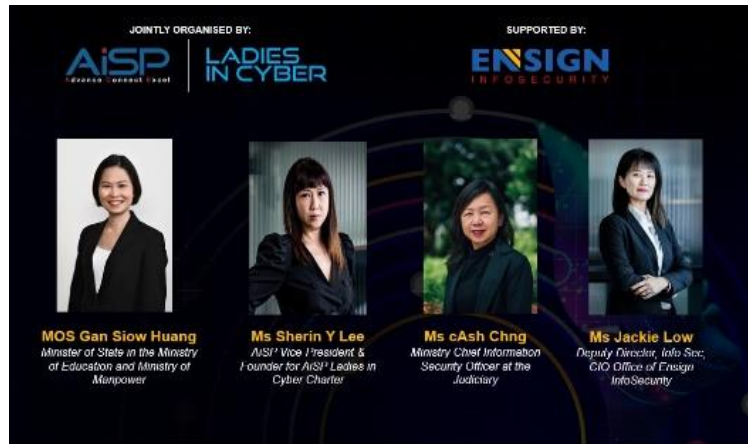 JOINTLY ORGANISED BY:
SUPPORTED BY:
AiSP
Advance Connect Excel
LADIES
IN CYBER
ENSIGN
INFOSECURITY
MOS Gan Siow Huang
Minister of State in the Ministry
of Education and Ministry of
Manpower
Ms Sherin Y Lee
AiSP Vice President &
Founder for AiSP Ladies in
Cyber Charter
Ms cAsh Chng
Ministry Chief Information
Security Officer at the
Judiciary
Ms Jackie Low
Deputy Director, Info Sec,
CIO Office of Ensign
InfoSecurity